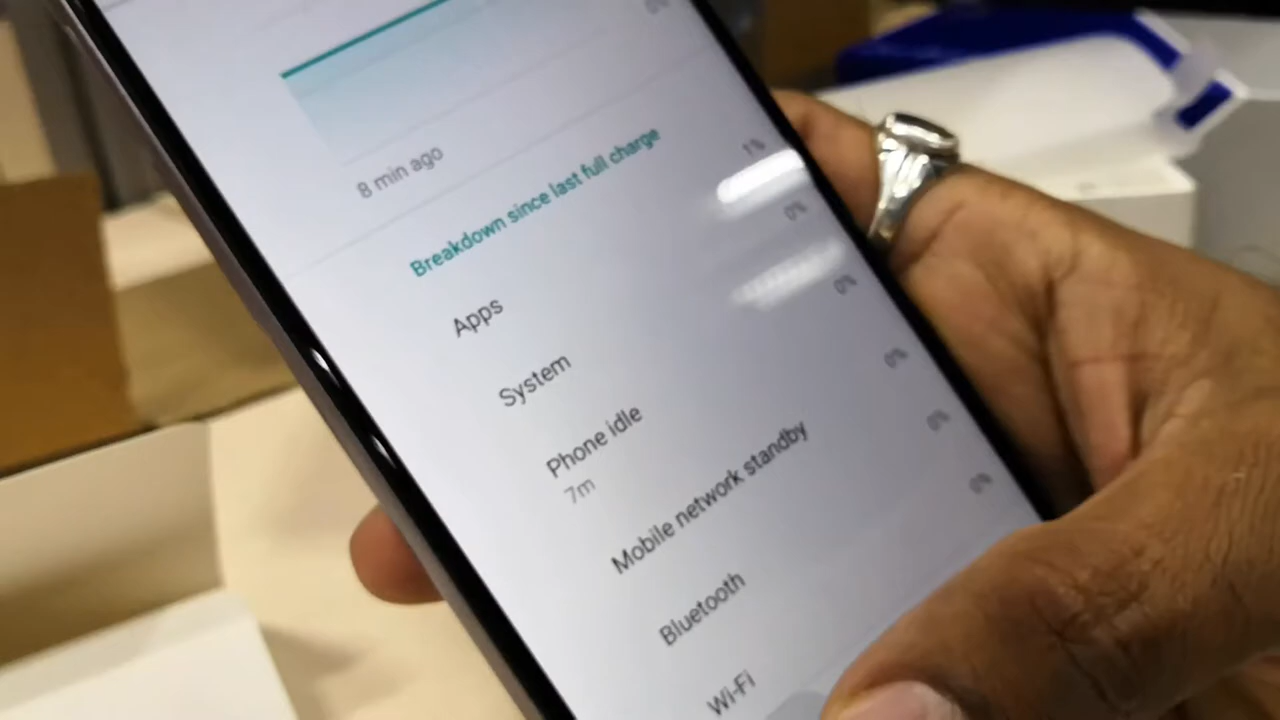 0%
8 min ago
Breakdown since last full charge
Apps 1%
System 0%
Phone idle 0%
7m
Mobile network standby 0%
Bluetooth 0%
Wi-Fi 0%